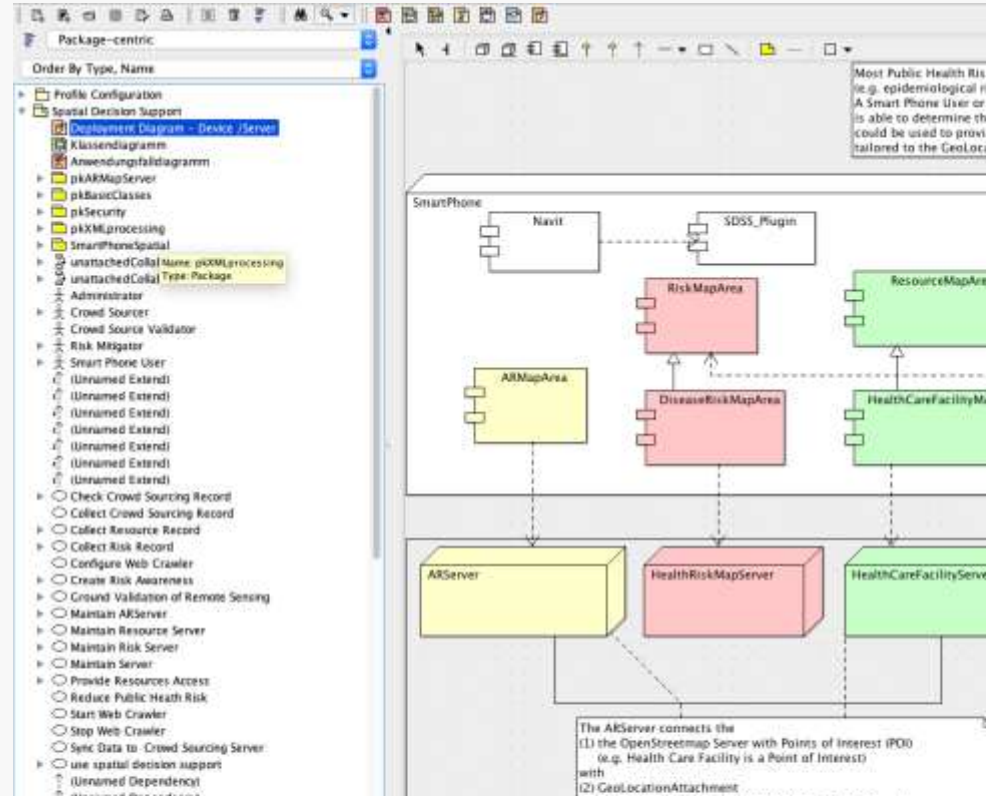 Package-centric
Order By Type, Name
Profile Configuration
Spatial Decision Support
Deployment Diagram - Device /Server
Klassendiagramm
Anwendungsfalldiagramm
pkARMapServer
pkBasicClasses
pkSecurity
pkXMLprocessing
SmartPhoneSpatial
unattachedCollal
unattachedCollal
Name: pkXMLprocessing
Type: Package
Administrator
Crowd Sourcer
Crowd Source Validator
Risk Mitigator
Smart Phone User
(Unnamed Extend)
(Unnamed Extend)
(Unnamed Extend)
(Unnamed Extend)
(Unnamed Extend)
(Unnamed Extend)
(Unnamed Extend)
Check Crowd Sourcing Record
Collect Crowd Sourcing Record
Collect Resource Record
Collect Risk Record
Configure Web Crawler
Create Risk Awareness
Ground Validation of Remote Sensing
Maintain ARServer
Maintain Resource Server
Maintain Risk Server
Maintain Server
Provide Resources Access
Reduce Public Heath Risk
Start Web Crawler
Stop Web Crawler
Sync Data to Crowd Sourcing Server
use spatial decision support
(Unnamed Dependency)
(Unnamed Dependency)
Most Public Health Ris
(e.g. epidemiological
A Smart Phone User or
is able to determine th
could be used to provi
tailored to the GeoLoca
SmartPhone
Navit
SDSS_Plugin
RiskMapArea
ResourceMapAre
ARMapArea
DiseaseRiskMapArea
HealthCareFacilityMa
ARServer
HealthRiskMapServer
HealthCareFacilityServe
The ARServer connects the
(1) the OpenStreetmap Server with Points of Interest (POI)
(e.g. Health Care Facility is a Point of Interest)
with
(2) GeoLocationAttachment